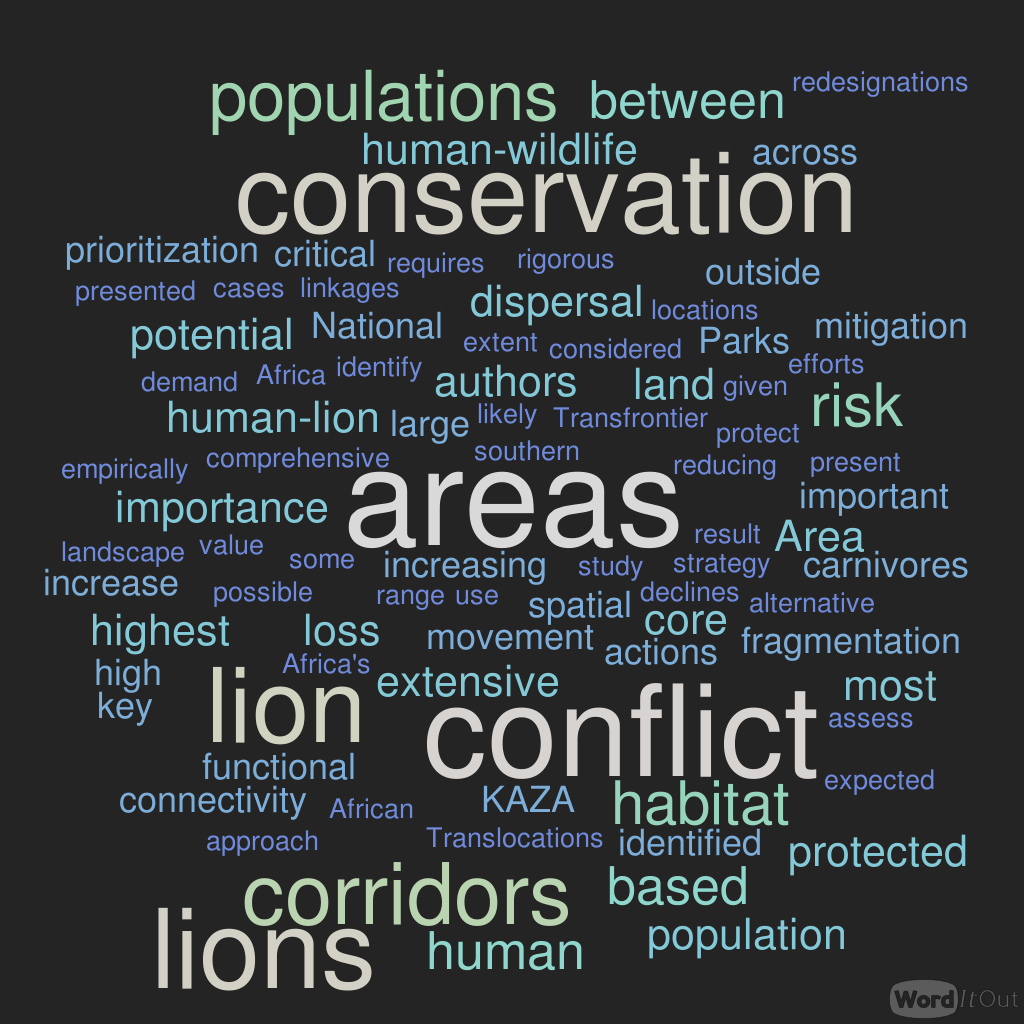 populations between redesignations
human-wildlife across
conservation
prioritization critical requires rigorous outside
presented cases linkages dispersal locations
potential National extent considered Parks mitigation
demand Africa identify authors land given efforts
human-lion large likely Transfrontier protect risk
empirically comprehensive southern reducing present
importance areas important
landscape value some increasing study result strategy Area carnivores
increase possible range use spatial declines alternative
highest loss movement core actions fragmentation
high Africa's extensive most
key lion conflict assess
functional expected
connectivity African KAZA habitat
approach Translocations identified protected
corridors based
lions human population
WordItOut